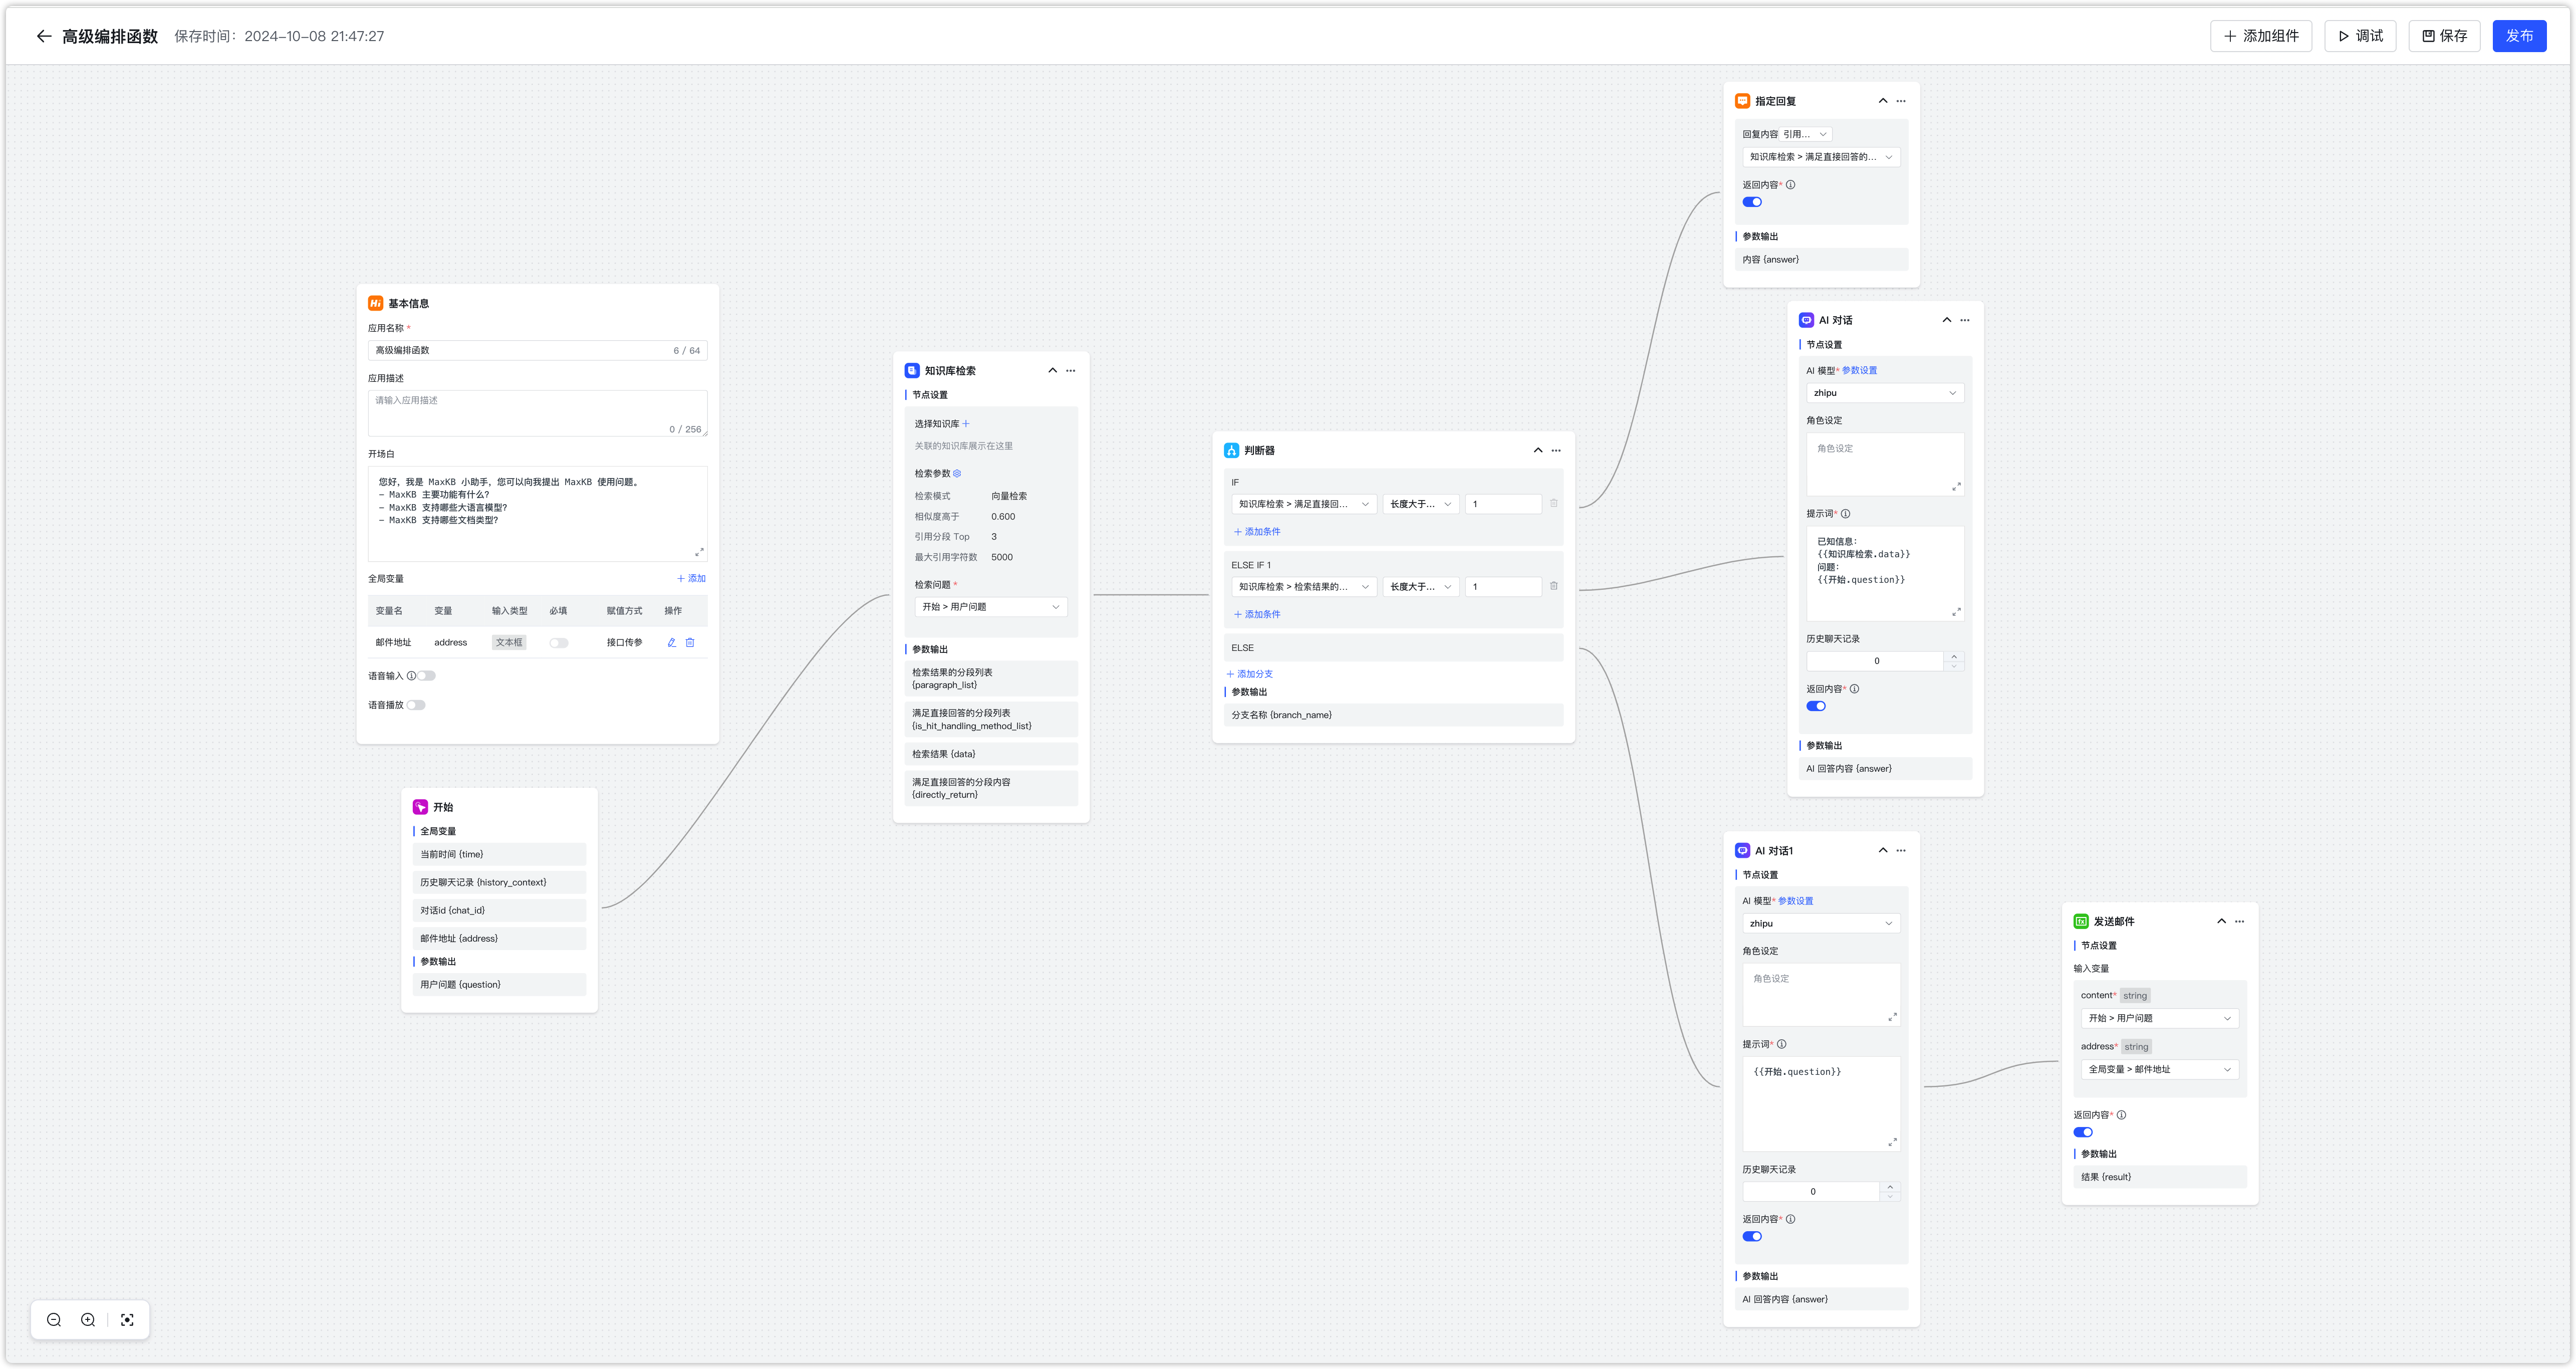 高级编排函数 保存时间：2024-10-08 21:47:27
添加组件 调试 保存 发布
基本信息
应用名称 *
高级编排函数 6 / 64
应用描述
请输入应用描述
0 / 256
开场白
您好，我是 MaxKB 小助手，您可以向我提出 MaxKB 使用问题。
- MaxKB 主要功能有什么？
- MaxKB 支持哪些大语言模型？
- MaxKB 支持哪些文档类型？
全局变量 + 添加
变量名 变量 输入类型 必填 赋值方式 操作
邮件地址 address 文本框 接口传参
语音输入
语音播放
开始
全局变量
当前时间 {time}
历史聊天记录 {history_context}
对话id {chat_id}
邮件地址 {address}
参数输出
用户问题 {question}
知识库检索
节点设置
选择知识库 +
关联的知识库展示在这里
检索参数
检索模式 向量检索
相似度高于 0.600
引用分段 Top 3
最大引用字符数 5000
检索问题 *
开始 > 用户问题
参数输出
检索结果的分段列表
{paragraph_list}
满足直接回答的分段列表
{is_hit_handling_method_list}
检索结果 {data}
满足直接回答的分段内容
{directly_return}
判断器
IF
知识库检索 > 满足直接回... 长度大于... 1
+ 添加条件
ELSE IF 1
知识库检索 > 检索结果的... 长度大于... 1
+ 添加条件
ELSE
+ 添加分支
参数输出
分支名称 {branch_name}
指定回复
回复内容 引用...
知识库检索 > 满足直接回答的...
返回内容*
参数输出
内容 {answer}
AI 对话
节点设置
AI 模型* 参数设置
zhipu
角色设定
角色设定
提示词*
已知信息：
{{知识库检索.data}}
问题：
{{开始.question}}
历史聊天记录
0
返回内容*
参数输出
AI 回答内容 {answer}
AI 对话1
节点设置
AI 模型* 参数设置
zhipu
角色设定
角色设定
提示词*
{{开始.question}}
历史聊天记录
0
返回内容*
参数输出
AI 回答内容 {answer}
发送邮件
节点设置
输入变量
content* string
开始 > 用户问题
address* string
全局变量 > 邮件地址
返回内容*
参数输出
结果 {result}